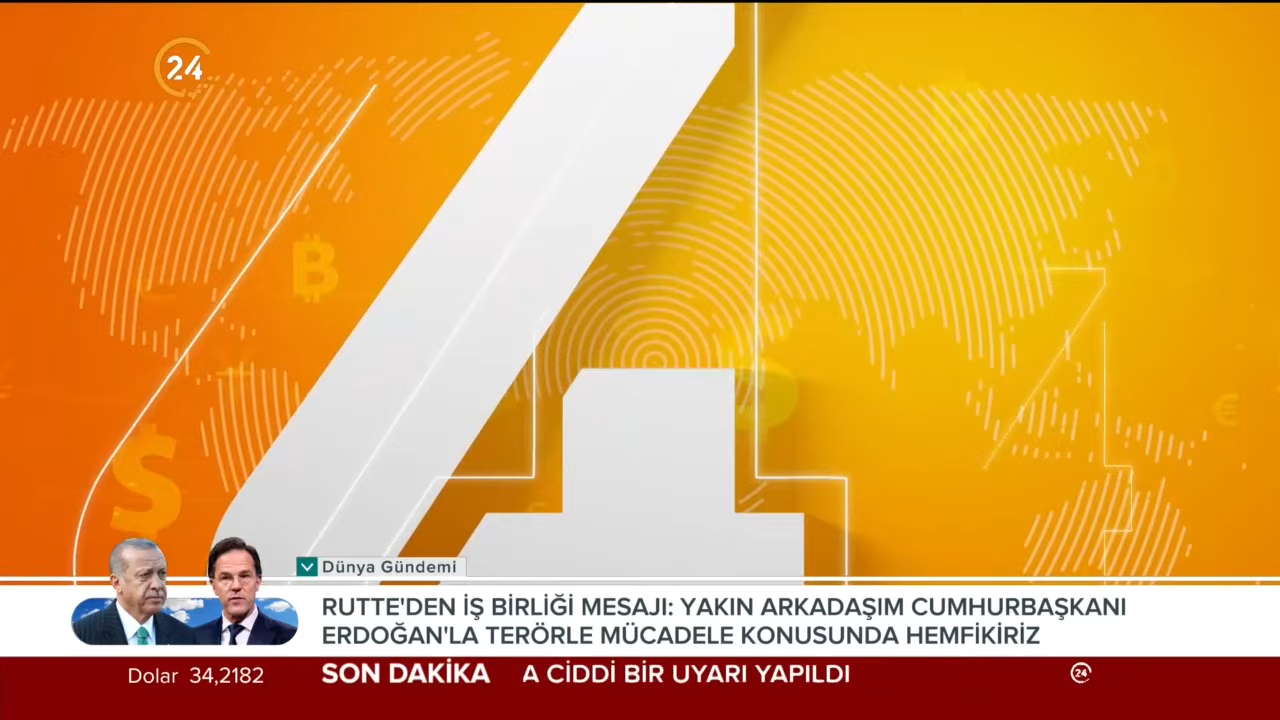 24
4
B
$
€
Dünya Gündemi
RUTTE'DEN İŞ BİRLİĞİ MESAJI: YAKIN ARKADAŞIM CUMHURBAŞKANI
ERDOĞAN'LA TERÖRLE MÜCADELE KONUSUNDA HEMFİKİRİZ
Dolar 34,2182
SON DAKİKA A CİDDİ BİR UYARI YAPILDI 24